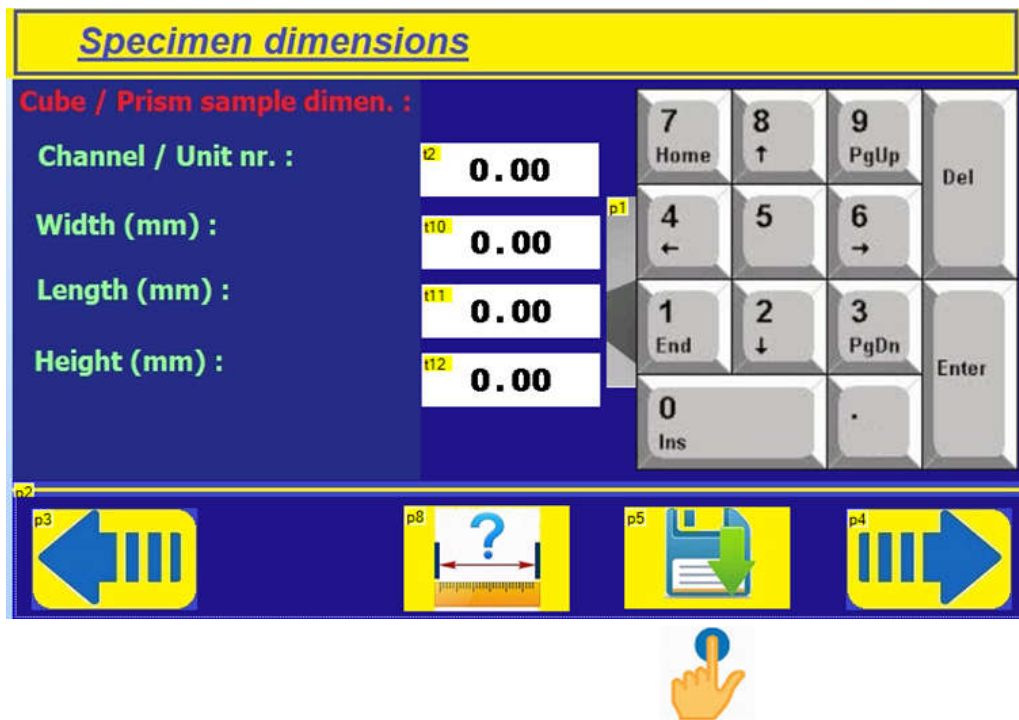 Specimen dimensions
Cube / Prism sample dimen. :
Channel / Unit nr. :
t2
0.00
Width (mm) :
t10
0.00
Length (mm) :
t11
0.00
Height (mm) :
t12
0.00
p1
7
Home
8
↑
9
PgUp
Del
4
←
5
6
→
1
End
2
↓
3
PgDn
Enter
0
Ins
.
p2
p3
p8
?
p5
p4